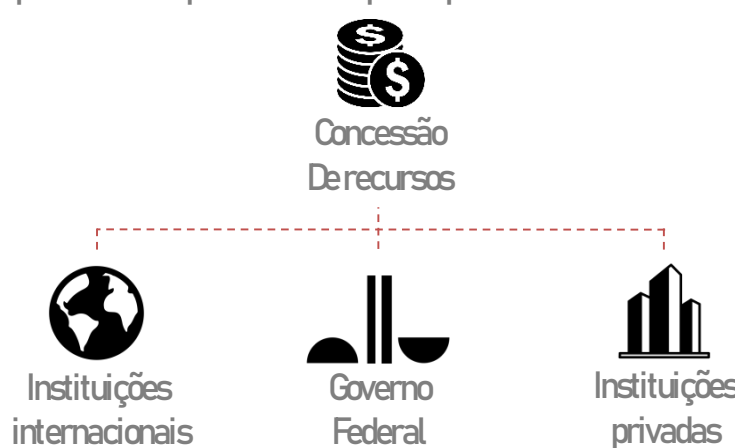 Concessão
De recursos
Instituições
internacionais
Governo
Federal
Instituições
privadas